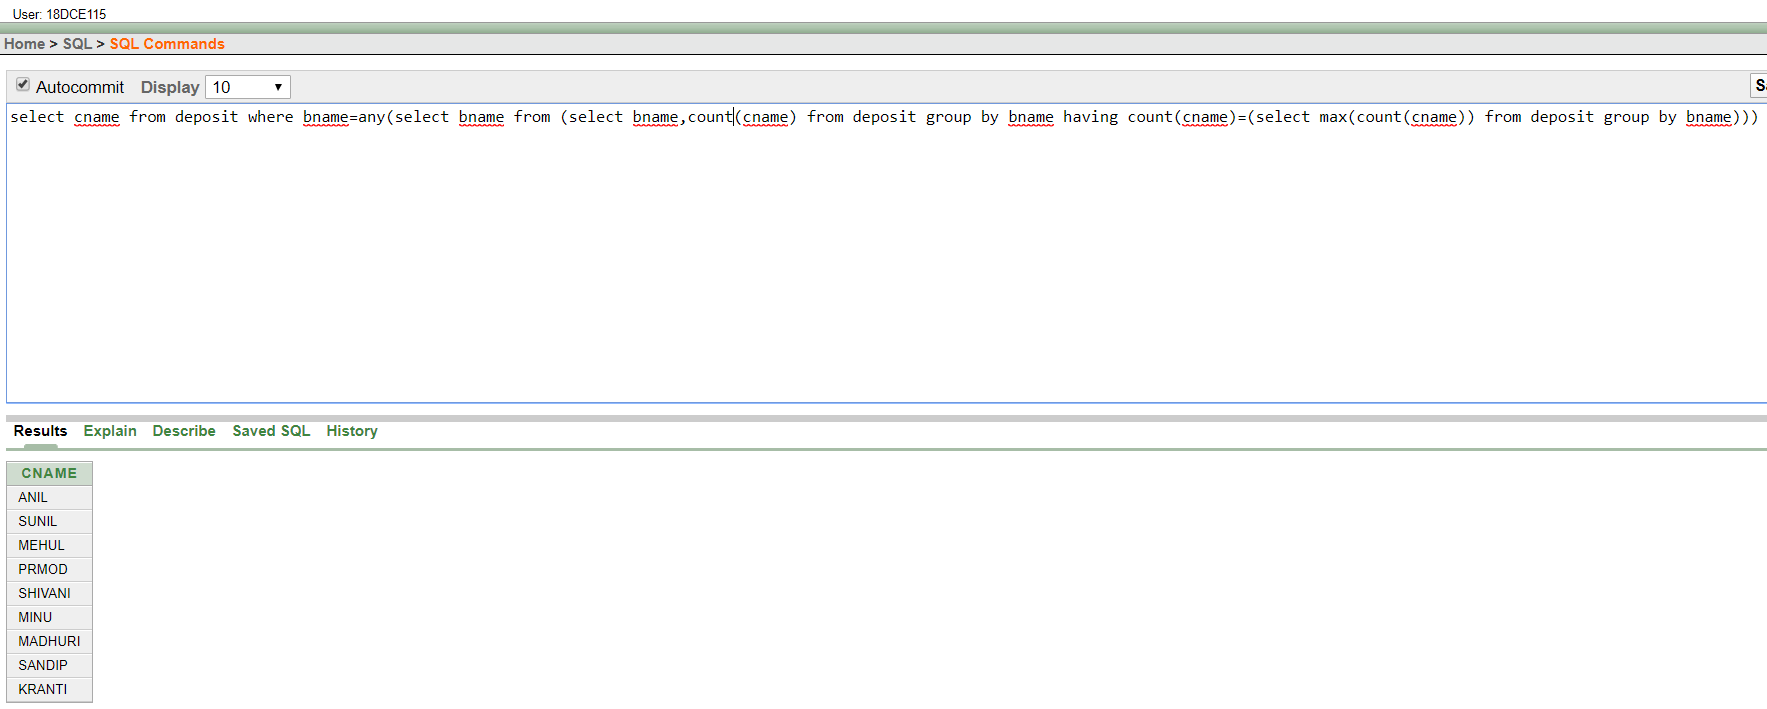 User: 18DCE115
Home > SQL > SQL Commands
Autocommit Display 10
select cname from deposit where bname=any(select bname from (select bname,count(cname) from deposit group by bname having count(cname)=(select max(count(cname)) from deposit group by bname)))
Results Explain Describe Saved SQL History
CNAME
ANIL
SUNIL
MEHUL
PRMOD
SHIVANI
MINU
MADHURI
SANDIP
KRANTI